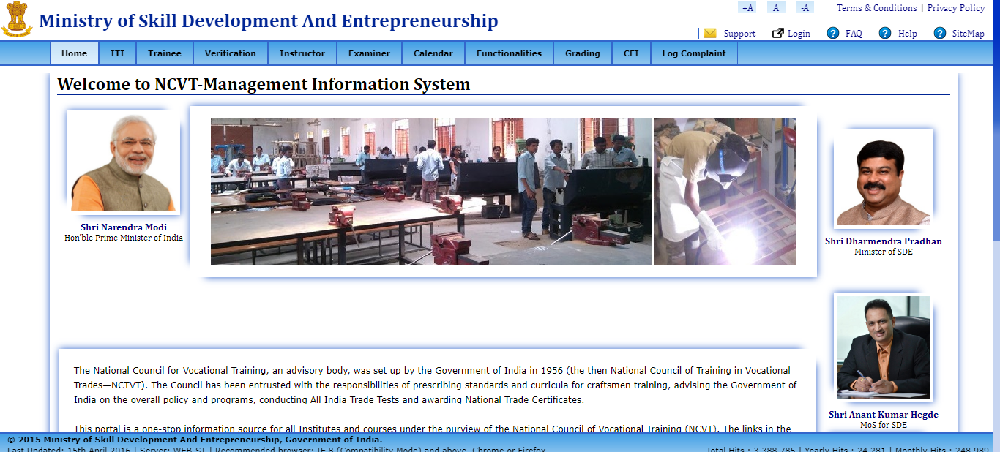 +A A -A Terms & Conditions | Privacy Policy
Ministry of Skill Development And Entrepreneurship
Support Login FAQ Help SiteMap
Home ITI Trainee Verification Instructor Examiner Calendar Functionalities Grading CFI Log Complaint
Welcome to NCVT-Management Information System
Shri Narendra Modi
Hon'ble Prime Minister of India
Shri Dharmendra Pradhan
Minister of SDE
The National Council for Vocational Training, an advisory body, was set up by the Government of India in 1956 (the then National Council of Training in Vocational
Trades—NCTVT). The Council has been entrusted with the responsibilities of prescribing standards and curricula for craftsmen training, advising the Government of
India on the overall policy and programs, conducting All India Trade Tests and awarding National Trade Certificates.
Shri Anant Kumar Hegde
MoS for SDE
This portal is a one-stop information source for all Institutes and courses under the purview of the National Council of Vocational Training (NCVT). The links in the
© 2015 Ministry of Skill Development And Entrepreneurship, Government of India.
Last Updated: 15th April 2016 | Server: WEB-ST | Recommended browser: IE 8 (Compatibility Mode) and above, Chrome or Firefox Total Hits : 3,388,785 | Yearly Hits : 24,281 | Monthly Hits : 248,989